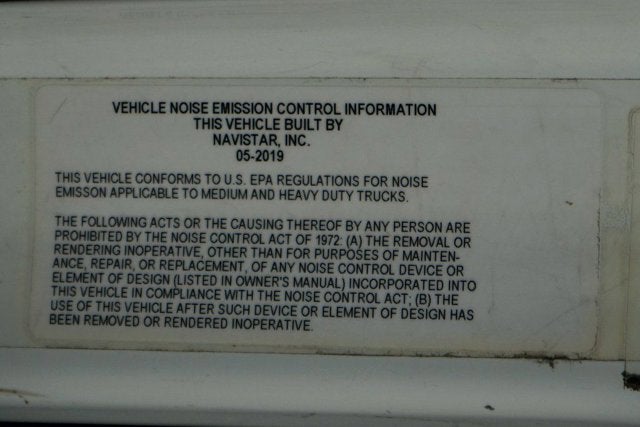 VEHICLE NOISE EMISSION CONTROL INFORMATION
THIS VEHICLE BUILT BY
NAVISTAR, INC.
05-2019
THIS VEHICLE CONFORMS TO U.S. EPA REGULATIONS FOR NOISE
EMISSON APPLICABLE TO MEDIUM AND HEAVY DUTY TRUCKS.
THE FOLLOWING ACTS OR THE CAUSING THEREOF BY ANY PERSON ARE
PROHIBITED BY THE NOISE CONTROL ACT OF 1972: (A) THE REMOVAL OR
RENDERING INOPERATIVE, OTHER THAN FOR PURPOSES OF MAINTEN-
ANCE, REPAIR, OR REPLACEMENT, OF ANY NOISE CONTROL DEVICE OR
ELEMENT OF DESIGN (LISTED IN OWNER'S MANUAL) INCORPORATED INTO
THIS VEHICLE IN COMPLIANCE WITH THE NOISE CONTROL ACT; (B) THE
USE OF THIS VEHICLE AFTER SUCH DEVICE OR ELEMENT OF DESIGN HAS
BEEN REMOVED OR RENDERED INOPERATIVE.